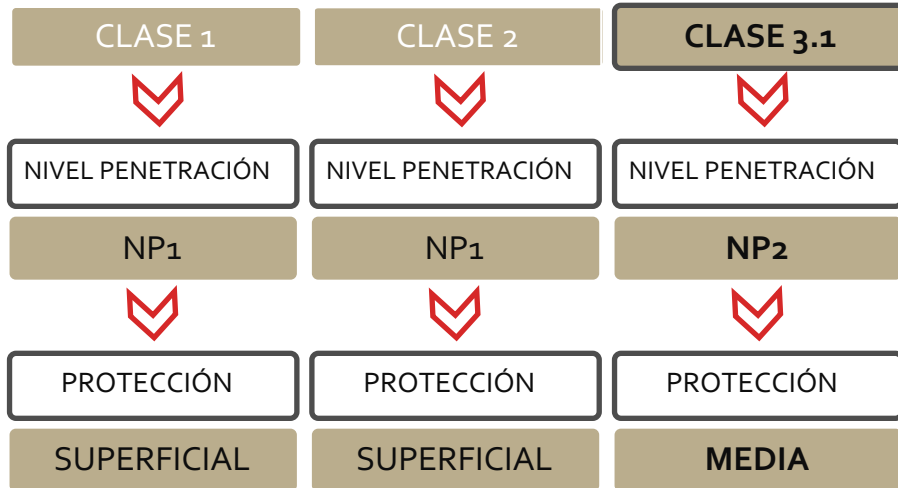 CLASE 1 CLASE 2 CLASE 3.1
NIVEL PENETRACIÓN NIVEL PENETRACIÓN NIVEL PENETRACIÓN
NP1 NP1 NP2
PROTECCIÓN PROTECCIÓN PROTECCIÓN
SUPERFICIAL SUPERFICIAL MEDIA